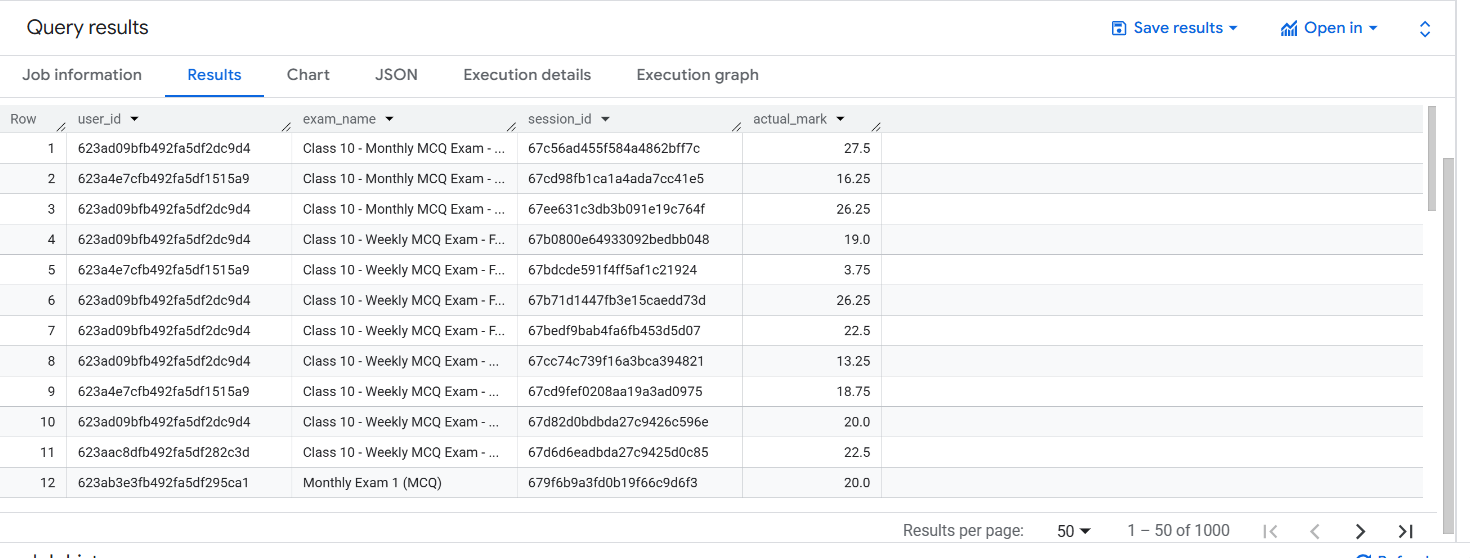 Query results Save results Open in
Job information Results Chart JSON Execution details Execution graph
Row user_id exam_name session_id actual_mark
1 623ad09bfb492fa5df2dc9d4 Class 10 - Monthly MCQ Exam - ... 67c56ad455f584a4862bff7c 27.5
2 623a4e7cfb492fa5df1515a9 Class 10 - Monthly MCQ Exam - ... 67cd98fb1ca1a4ada7cc41e5 16.25
3 623ad09bfb492fa5df2dc9d4 Class 10 - Monthly MCQ Exam - ... 67ee631c3db3b091e19c764f 26.25
4 623ad09bfb492fa5df2dc9d4 Class 10 - Weekly MCQ Exam - F... 67b0800e64933092bedbb048 19.0
5 623a4e7cfb492fa5df1515a9 Class 10 - Weekly MCQ Exam - F... 67bdcde591f4ff5af1c21924 3.75
6 623ad09bfb492fa5df2dc9d4 Class 10 - Weekly MCQ Exam - F... 67b71d1447fb3e15caedd73d 26.25
7 623ad09bfb492fa5df2dc9d4 Class 10 - Weekly MCQ Exam - F... 67bedf9bab4fa6fb453d5d07 22.5
8 623ad09bfb492fa5df2dc9d4 Class 10 - Weekly MCQ Exam - ... 67cc74c739f16a3bca394821 13.25
9 623a4e7cfb492fa5df1515a9 Class 10 - Weekly MCQ Exam - ... 67cd9fef0208aa19a3ad0975 18.75
10 623ad09bfb492fa5df2dc9d4 Class 10 - Weekly MCQ Exam - ... 67d82d0bdbda27c9426c596e 20.0
11 623aac8dfb492fa5df282c3d Class 10 - Weekly MCQ Exam - ... 67d6d6eadbda27c9425d0c85 22.5
12 623ab3e3fb492fa5df295ca1 Monthly Exam 1 (MCQ) 679f6b9a3fd0b19f66c9d6f3 20.0
Results per page: 50 1 – 50 of 1000